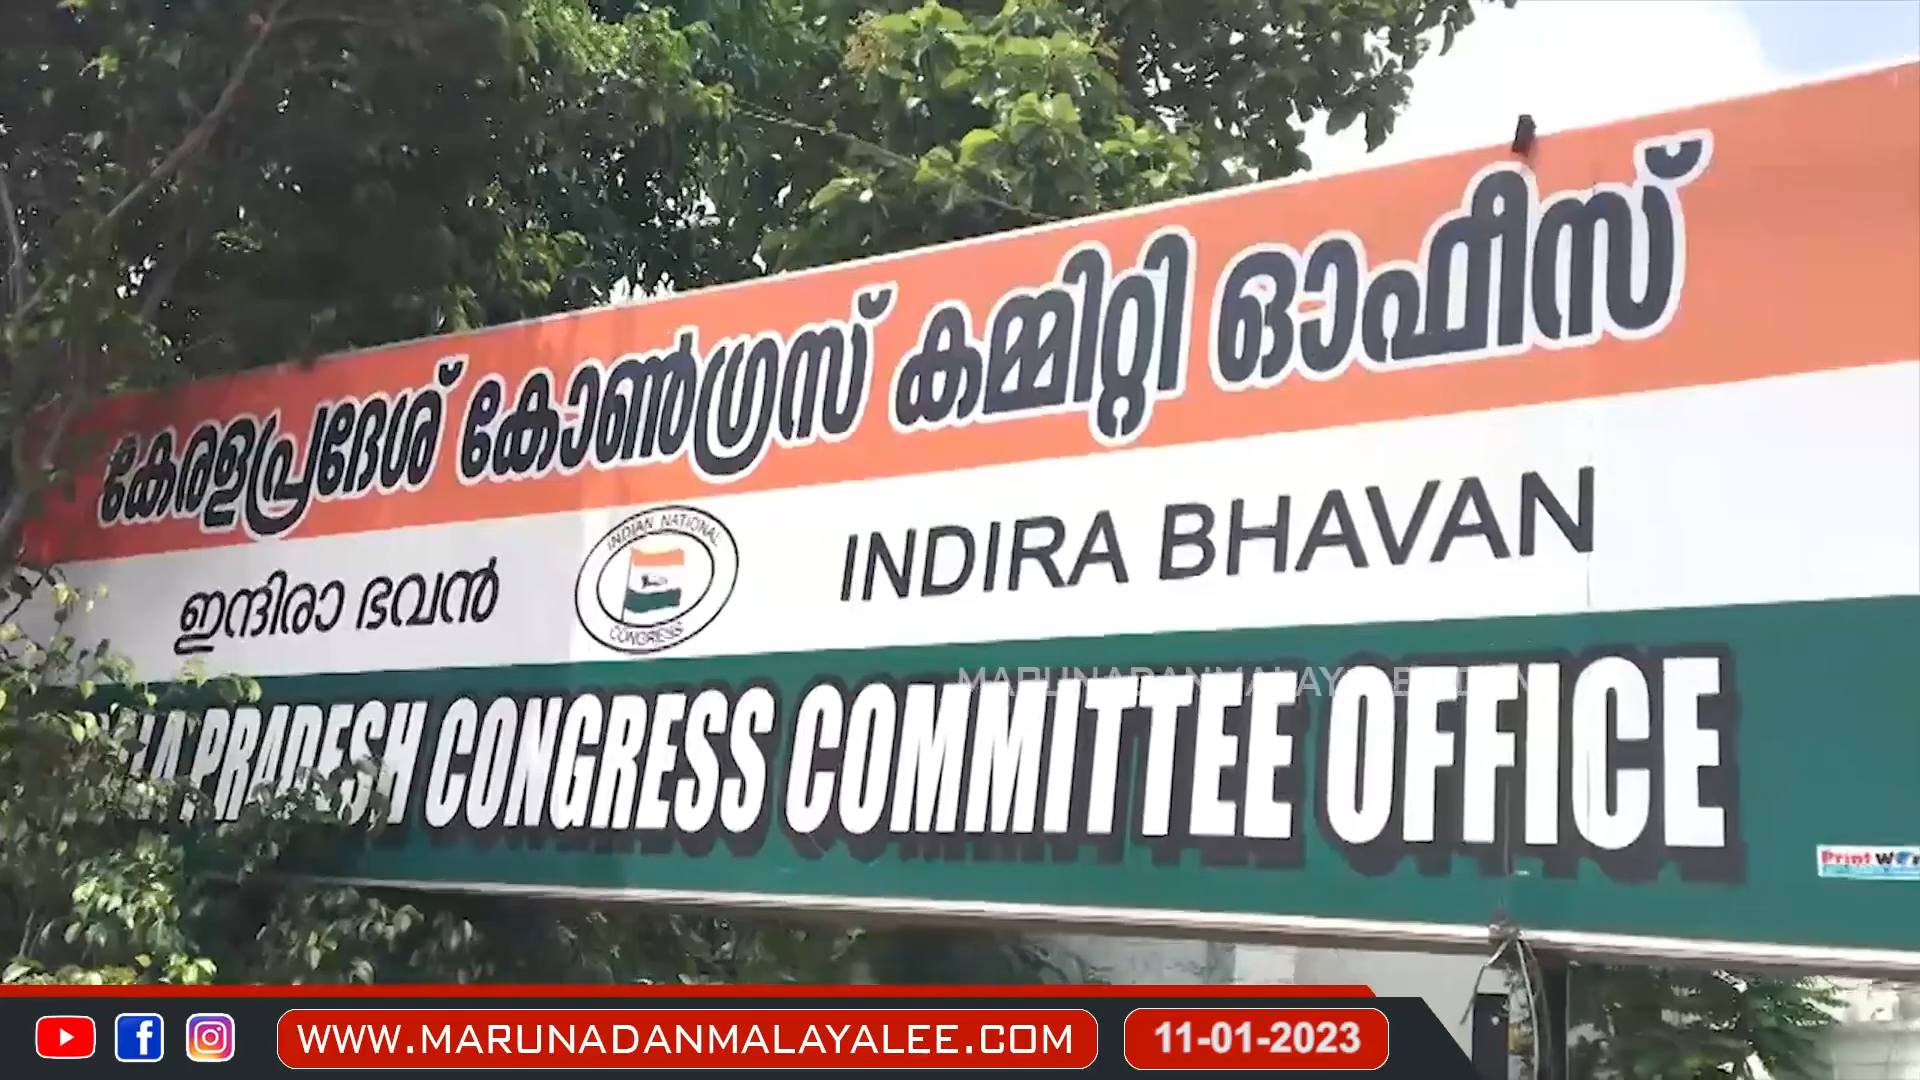 കേരളപ്രദേശ് കോൺഗ്രസ് കമ്മിറ്റി ഓഫീസ്
ഇന്ദിരാ ഭവൻ
INDIAN NATIONAL
CONGRESS
INDIRA BHAVAN
PRADESH CONGRESS COMMITTEE OFFICE
Print
WWW.MARUNADANMALAYALEE.COM
11-01-2023